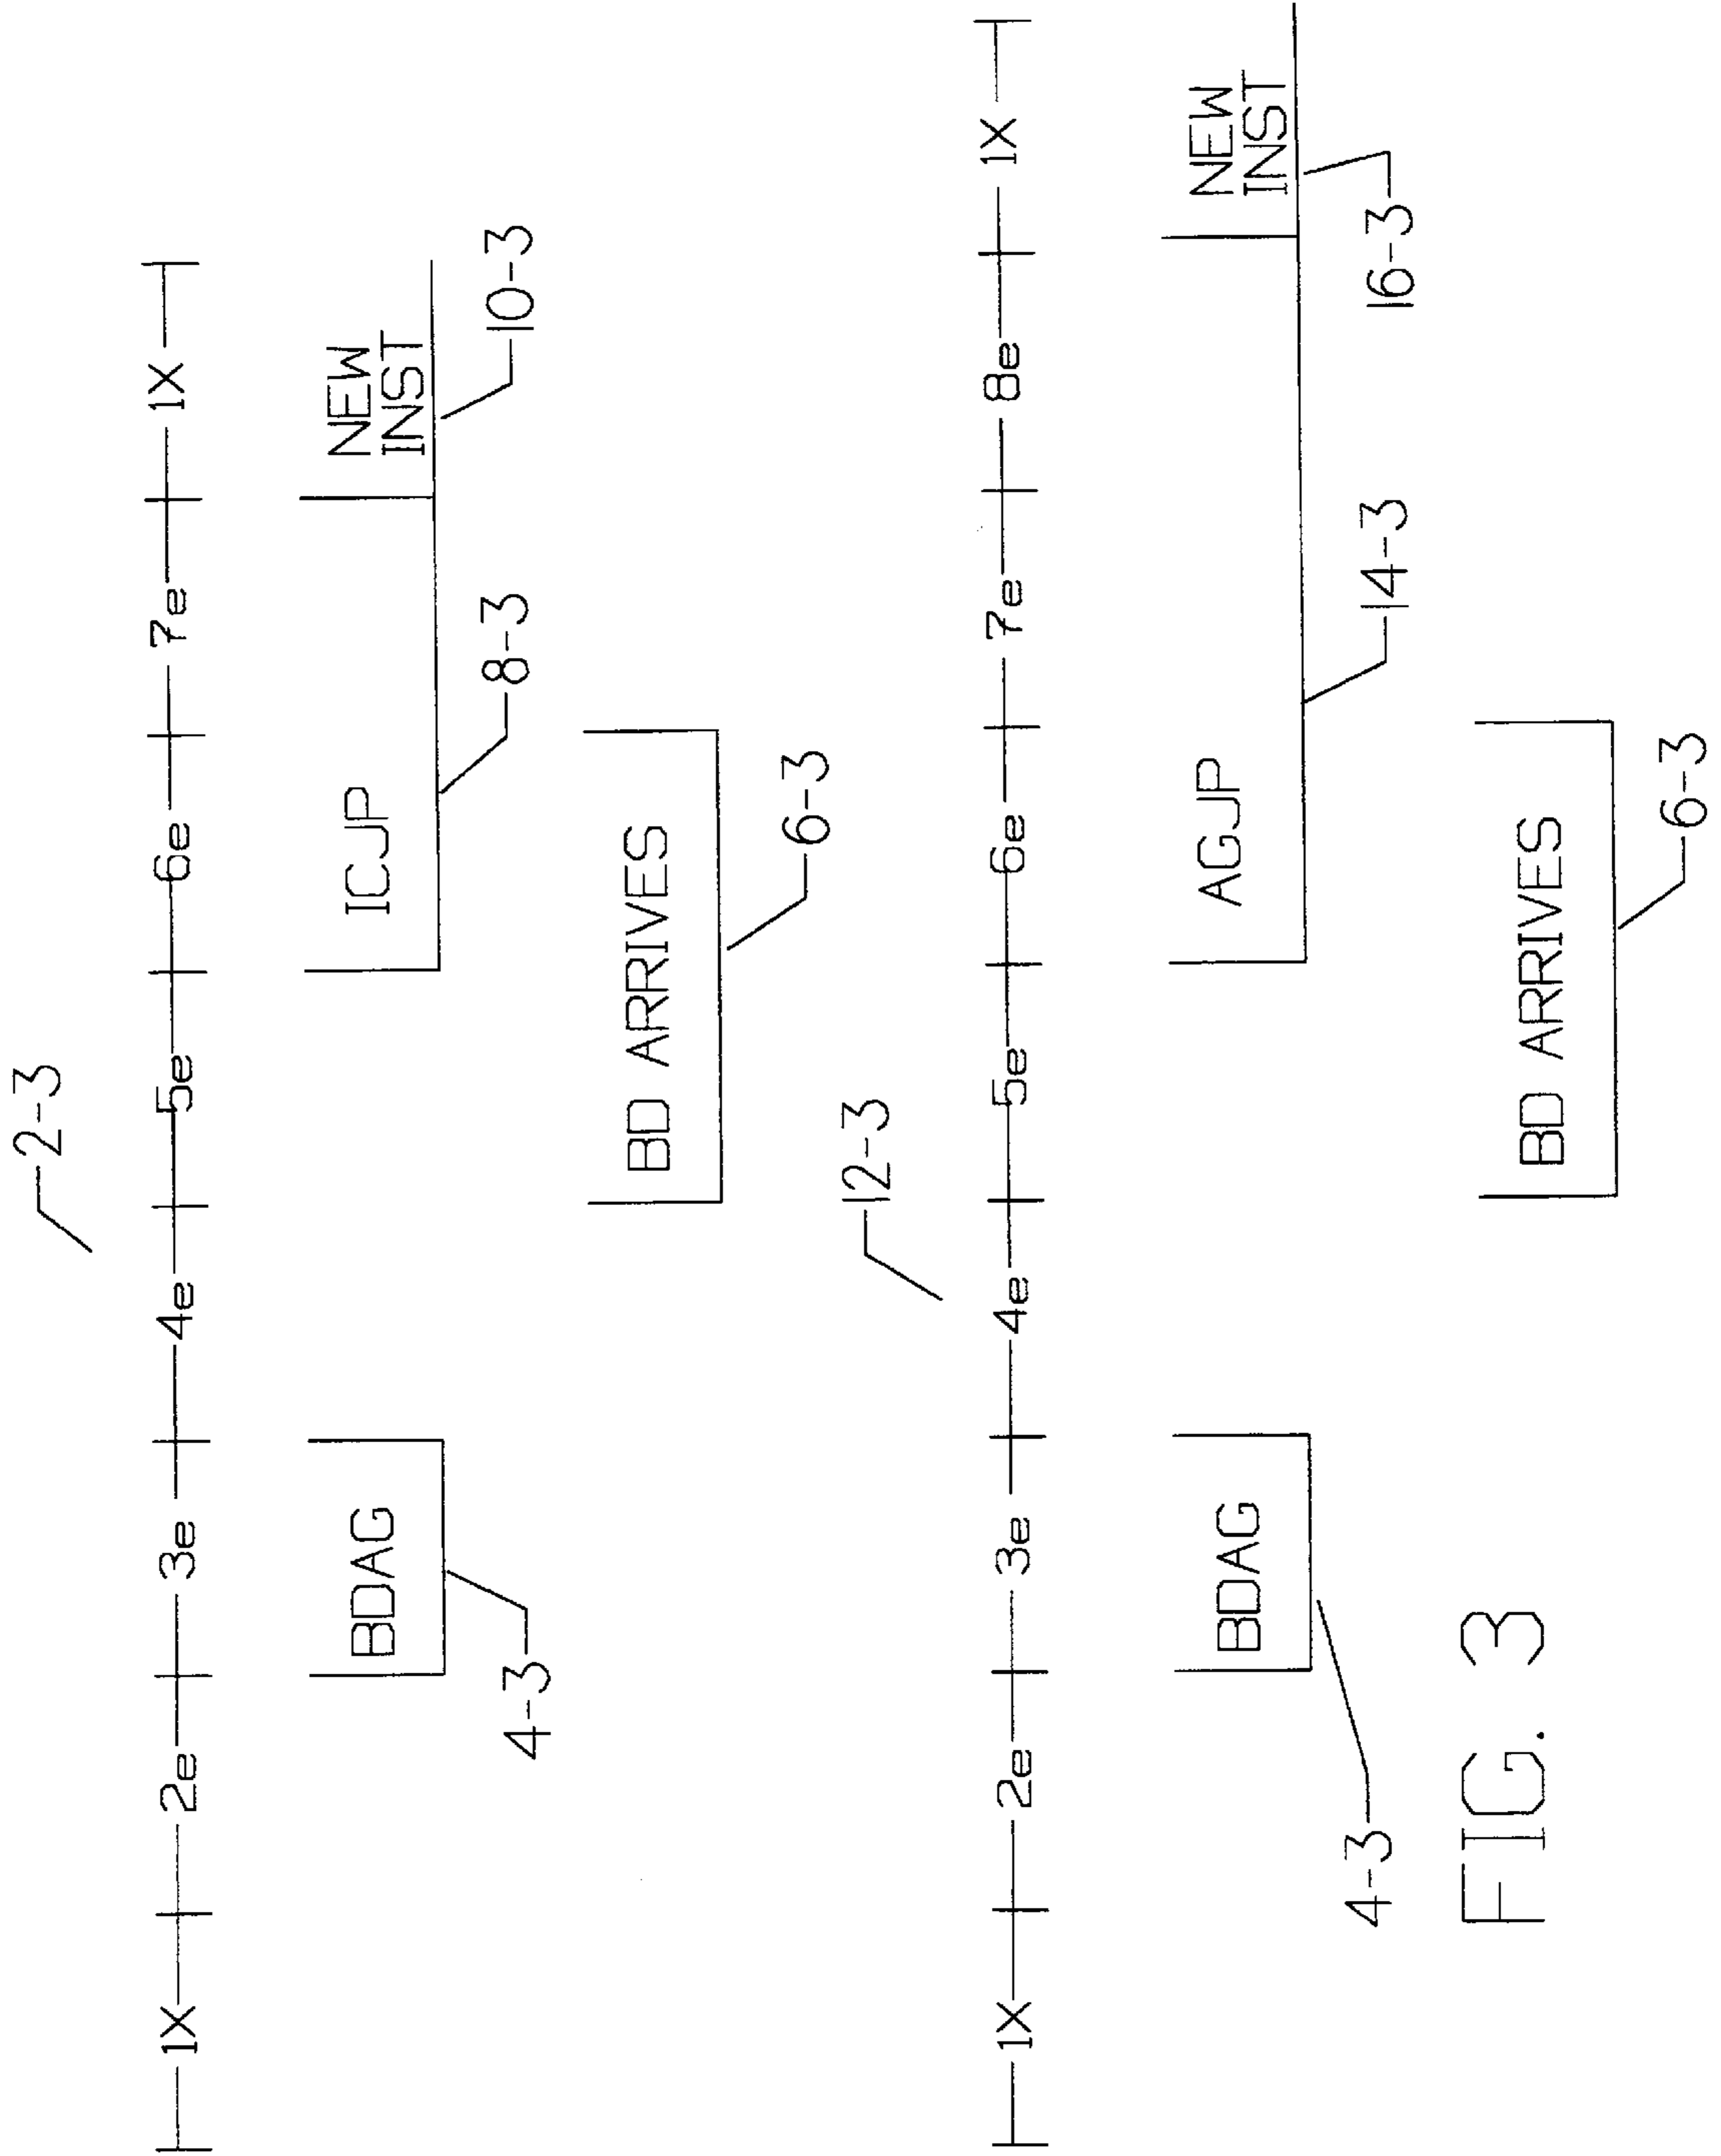 2-3
1X 2e 3e 4e 5e 6e 7e 1X
BDAG
ICJP
NEW
INST
4-3
8-3
10-3
BD ARRIVES
6-3
12-3
1X 2e 3e 4e 5e 6e 7e 8e 1X
BDAG
AGJP
NEW
INST
4-3
14-3
16-3
BD ARRIVES
6-3
FIG. 3